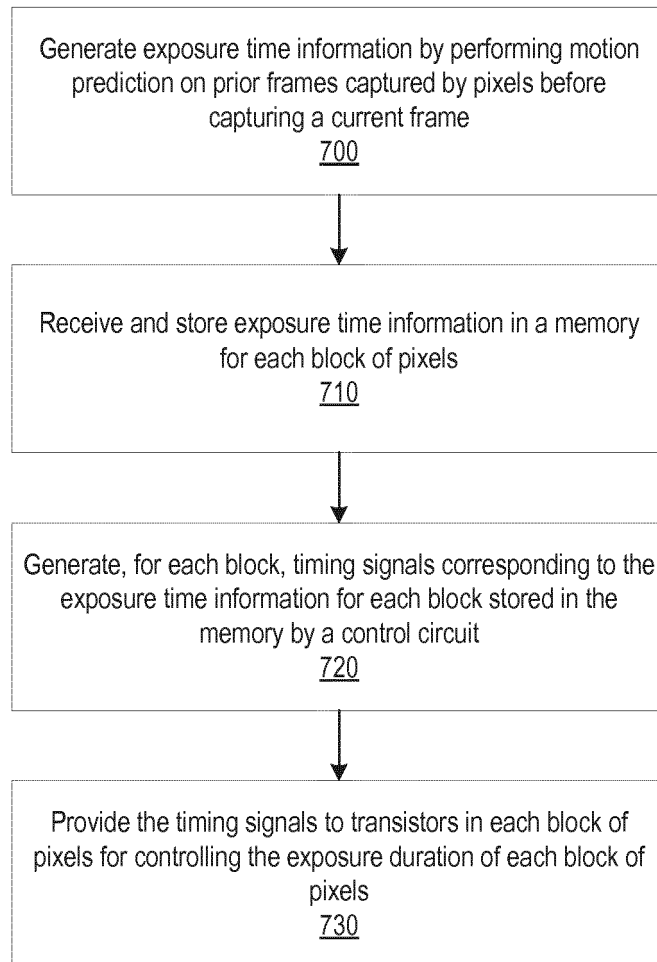 Generate exposure time information by performing motion
prediction on prior frames captured by pixels before
capturing a current frame
700
Receive and store exposure time information in a memory
for each block of pixels
710
Generate, for each block, timing signals corresponding to the
exposure time information for each block stored in the
memory by a control circuit
720
Provide the timing signals to transistors in each block of
pixels for controlling the exposure duration of each block of
pixels
730